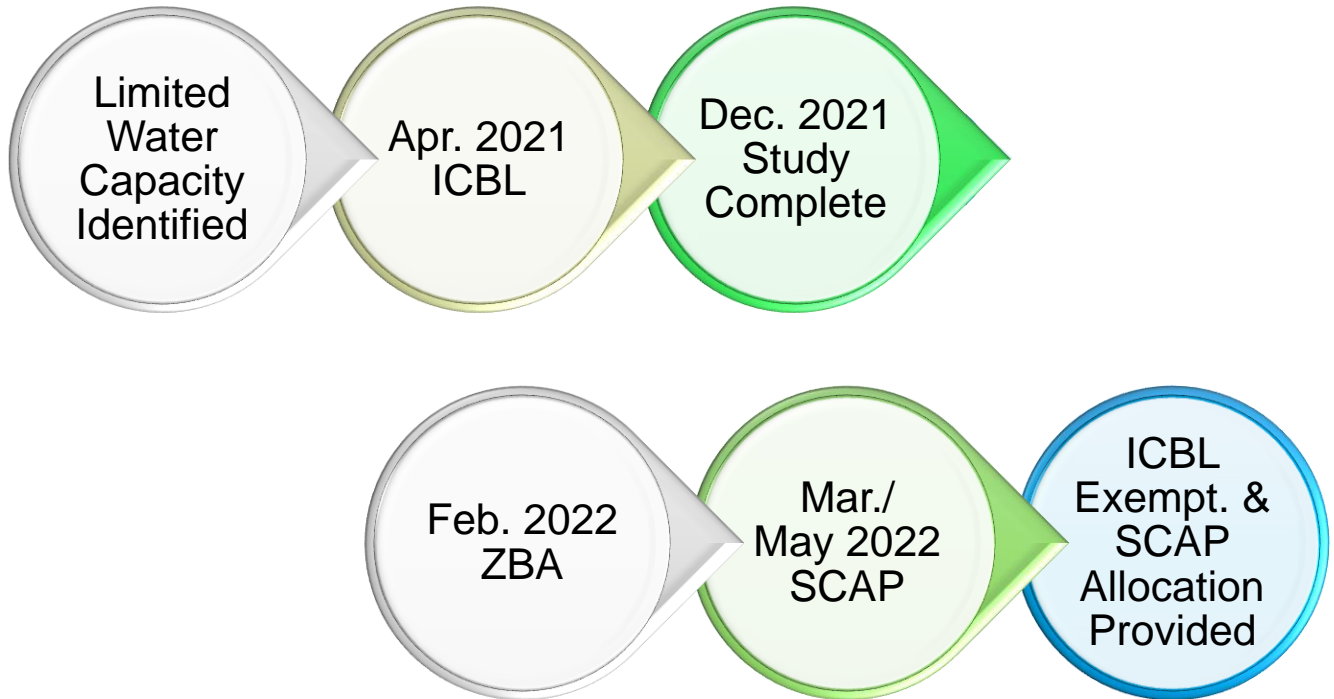 Limited
Water
Capacity
Identified
Apr. 2021
ICBL
Dec. 2021
Study
Complete
Feb. 2022
ZBA
Mar./
May 2022
SCAP
ICBL
Exempt. &
SCAP
Allocation
Provided